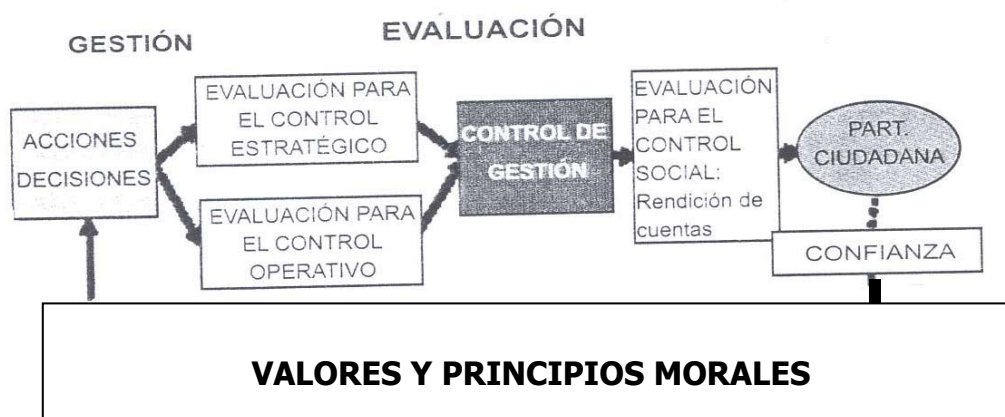 GESTIÓN
EVALUACIÓN
ACCIONES
DECISIONES
EVALUACIÓN PARA
EL CONTROL
ESTRATÉGICO
EVALUACIÓN PARA
EL CONTROL
OPERATIVO
CONTROL DE
GESTIÓN
EVALUACIÓN
PARA EL
CONTROL
SOCIAL:
Rendición de
cuentas
PART.
CIUDADANA
CONFIANZA
VALORES Y PRINCIPIOS MORALES